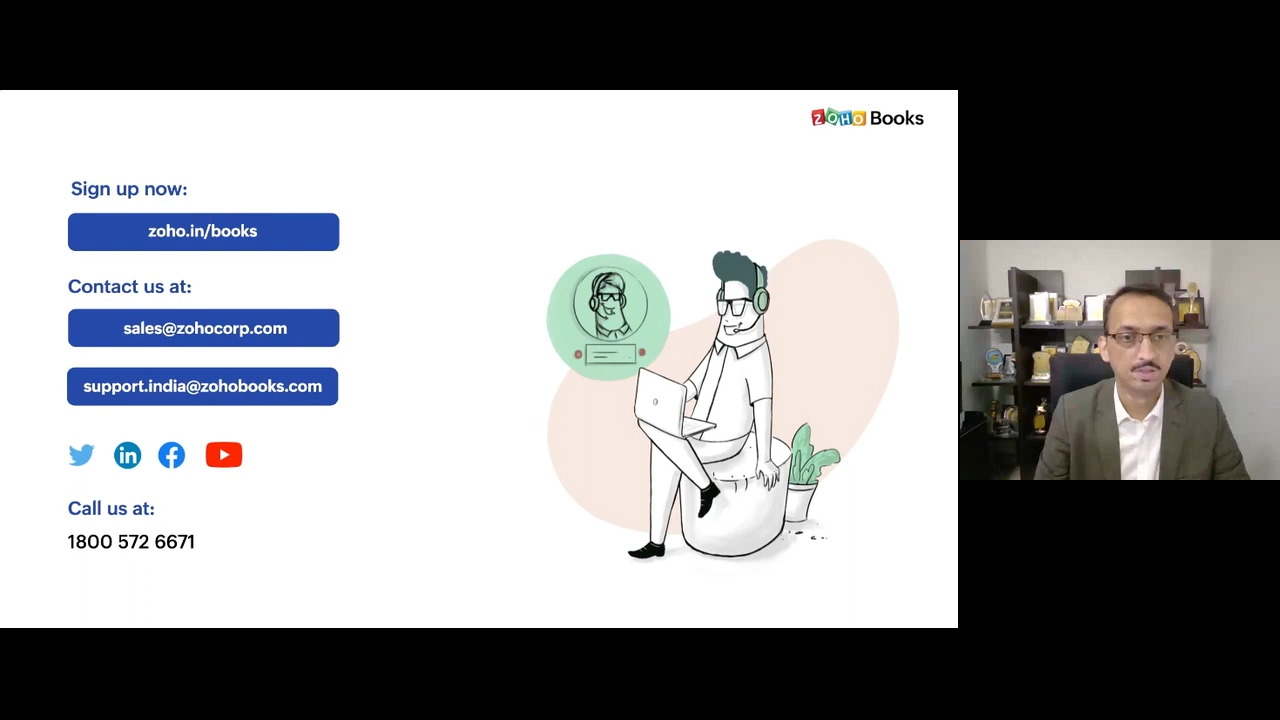 ZOHO Books
Sign up now:
zoho.in/books
Contact us at:
sales@zohocorp.com
support.india@zohobooks.com
in
Call us at:
1800 572 6671